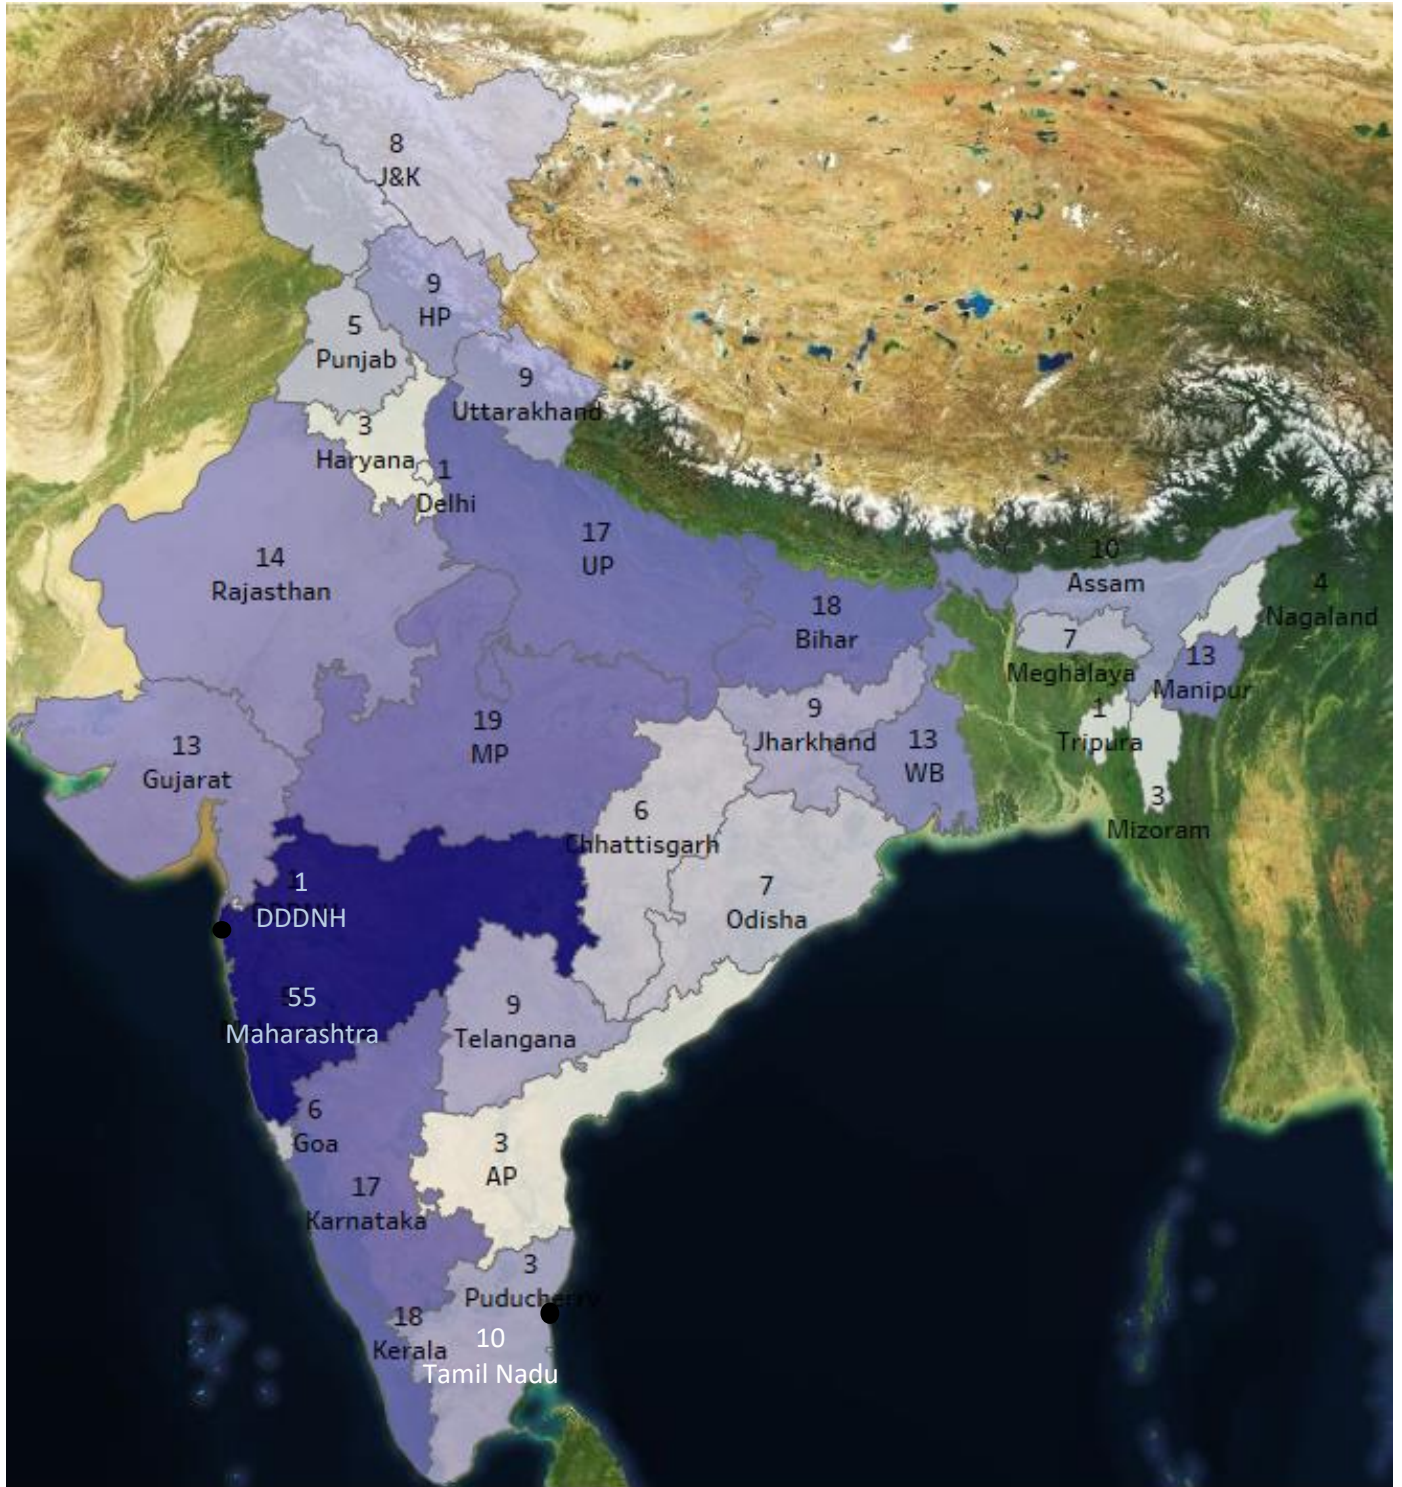 8
J&K
9
HP
5
Punjab
9
Uttarakhand
3
Haryana
1
Delhi
17
UP
14
Rajasthan
10
Assam
4
Nagaland
18
Bihar
7
Meghalaya
13
Manipur
19
MP
9
Jharkhand
13
WB
1
Tripura
3
Mizoram
13
Gujarat
6
Chhattisgarh
7
Odisha
1
DDDNH
55
Maharashtra
9
Telangana
6
Goa
3
AP
17
Karnataka
3
Puducherry
18
Kerala
10
Tamil Nadu